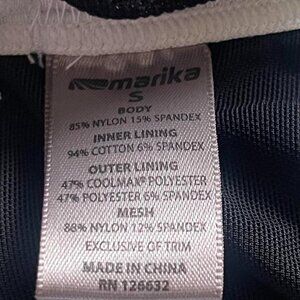 marika
S
BODY
85% NYLON 15% SPANDEX
INNER LINING
94% COTTON 6% SPANDEX
OUTER LINING
47% COOLMAX® POLYESTER
47% POLYESTER 6% SPANDEX
MESH
88% NYLON 12% SPANDEX
EXCLUSIVE OF TRIM
MADE IN CHINA
RN 126632